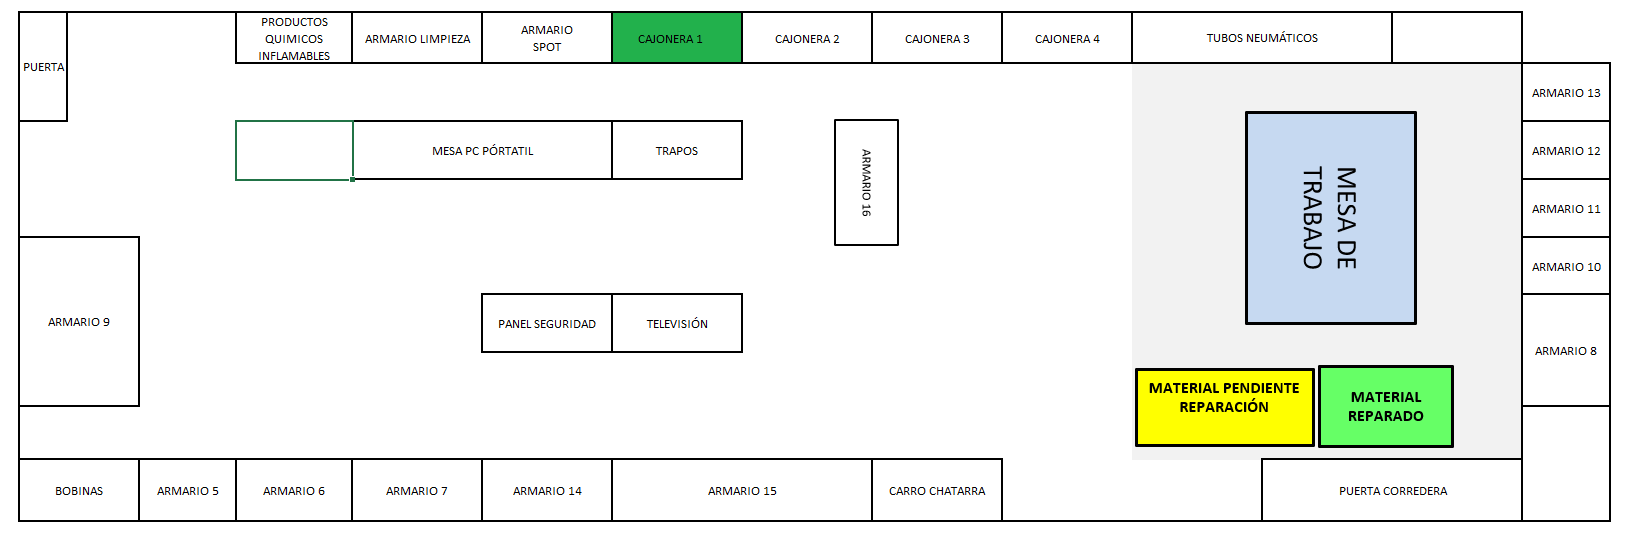 PUERTA
PRODUCTOS
QUIMICOS
INFLAMABLES
ARMARIO LIMPIEZA
ARMARIO
SPOT
CAJONERA 1
CAJONERA 2
CAJONERA 3
CAJONERA 4
TUBOS NEUMÁTICOS
ARMARIO 13
ARMARIO 12
ARMARIO 11
ARMARIO 10
ARMARIO 8
MESA PC PÓRTATIL
TRAPOS
ARMARIO 16
MESA DE
TRABAJO
ARMARIO 9
PANEL SEGURIDAD
TELEVISIÓN
MATERIAL PENDIENTE
REPARACIÓN
MATERIAL
REPARADO
BOBINAS
ARMARIO 5
ARMARIO 6
ARMARIO 7
ARMARIO 14
ARMARIO 15
CARRO CHATARRA
PUERTA CORREDERA